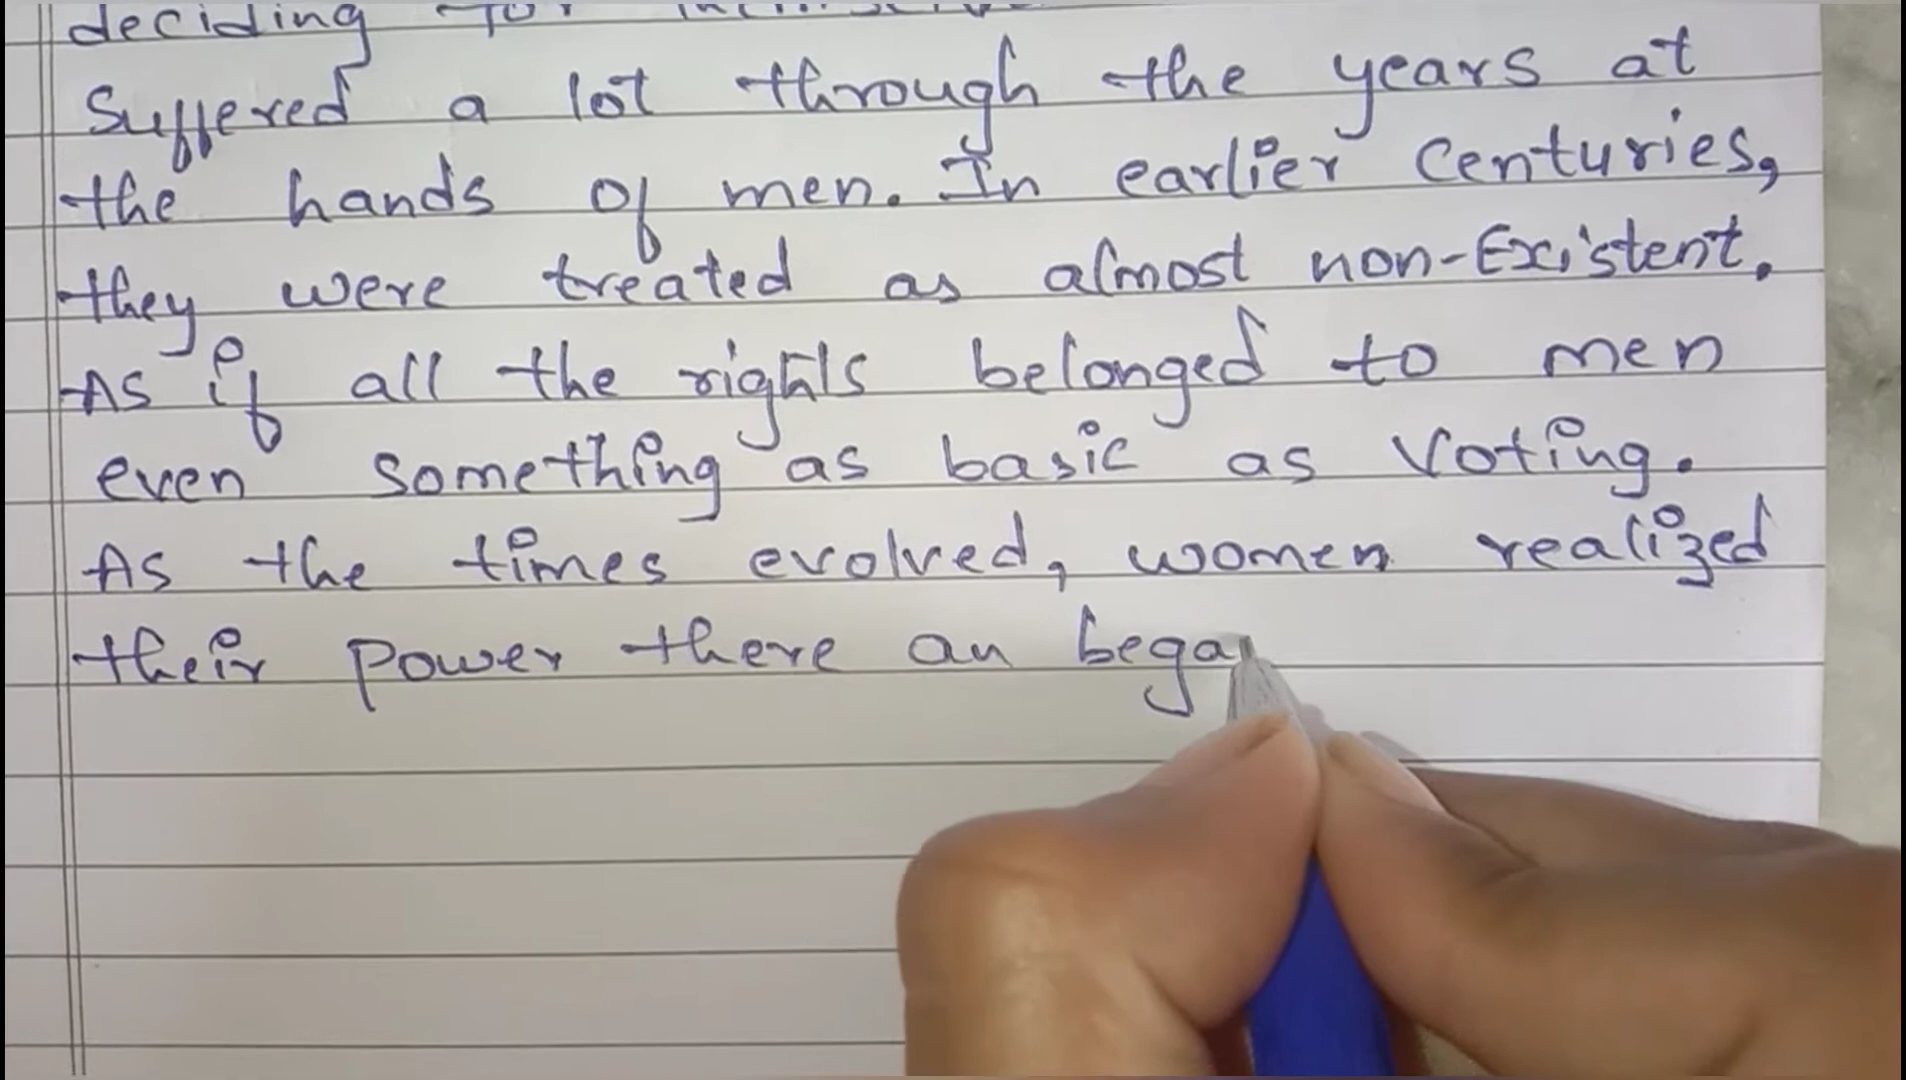 deciding for
Suffered a lot through the years at
the hands of men. In earlier Centuries,
they were treated as almost non-Existent.
As if all the rights belonged to men
even something as basic as Voting.
As the times evolved, women realized
their power there an bega